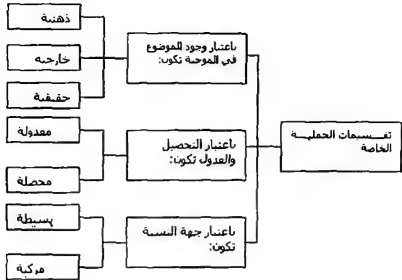 تقسيمات الحملية
الخاصة
باعتبار وجود الموضوع
في الموجبة تكون:
ذهنية
خارجية
حقيقية
باعتبار التحصيل
والعدول تكون:
معدولة
محصلة
باعتبار جهة النسبة
تكون:
بسيطة
مركبة